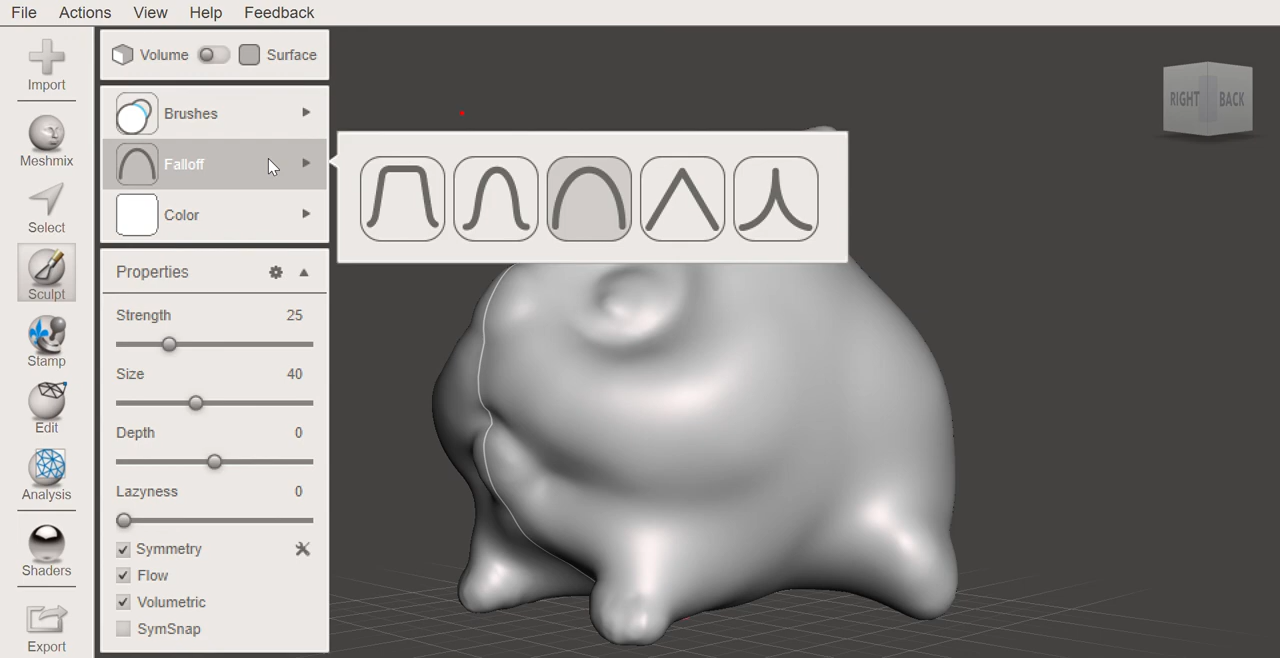 File Actions View Help Feedback
Import
Meshmix
Select
Sculpt
Stamp
Edit
Analysis
Shaders
Export
Volume Surface
Brushes
Falloff
Color
Properties
Strength 25
Size 40
Depth 0
Lazyness 0
Symmetry
Flow
Volumetric
SymSnap
RIGHT BACK